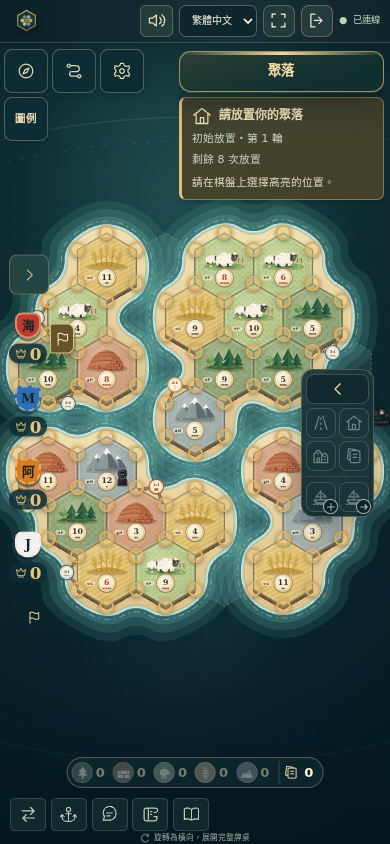 繁體中文
已連線
聚落
圖例
請放置你的聚落
初始放置・第 1 輪
剩餘 8 次放置
請在棋盤上選擇高亮的位置。
11
8
6
4
9
10
5
10
8
9
5
5
11
12
4
10
3
4
3
6
9
11
海
0
M
0
阿
0
J
0
0
0
0
0
0
0
旋轉為橫向，展開完整牌桌